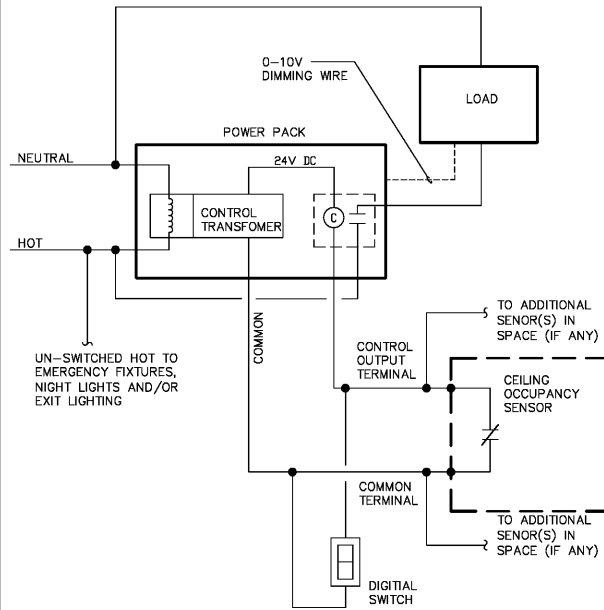 0-10V
DIMMING WIRE
LOAD
POWER PACK
NEUTRAL
24V DC
CONTROL
TRANSFOMER
C
HOT
COMMON
UN-SWITCHED HOT TO
EMERGENCY FIXTURES,
NIGHT LIGHTS AND/OR
EXIT LIGHTING
CONTROL
OUTPUT
TERMINAL
TO ADDITIONAL
SENOR(S) IN
SPACE (IF ANY)
CEILING
OCCUPANCY
SENSOR
COMMON
TERMINAL
TO ADDITIONAL
SENOR(S) IN
SPACE (IF ANY)
DIGITIAL
SWITCH